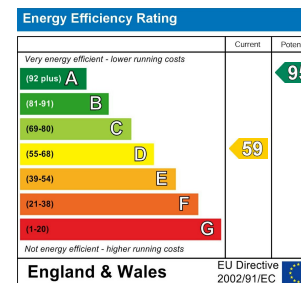 Energy Efficiency Rating
Current
Very energy efficient - lower running costs
(92 plus) A
(81-91) B
(69-80) C
(55-68) D
(39-54) E
(21-38) F
(1-20) G
59
Not energy efficient - higher running costs
England & Wales
EU Directive
2002/91/EC